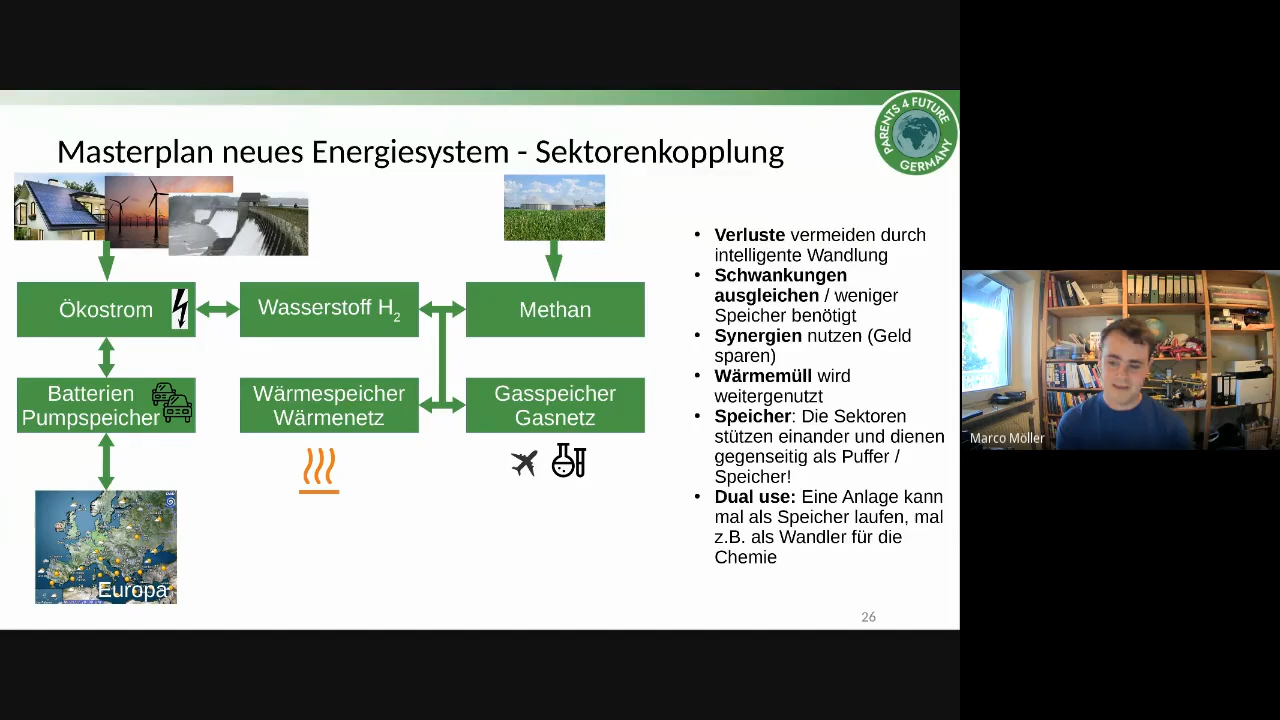 PARENTS 4 FUTURE
GERMANY
Masterplan neues Energiesystem - Sektorenkopplung
Ökostrom
Wasserstoff H2
Methan
Batterien
Pumpspeicher
Wärmespeicher
Wärmenetz
Gasspeicher
Gasnetz
Europa
• Verluste vermeiden durch
intelligente Wandlung
• Schwankungen
ausgleichen / weniger
Speicher benötigt
• Synergien nutzen (Geld
sparen)
• Wärmemüll wird
weitergenutzt
• Speicher: Die Sektoren
stützen einander und dienen
gegenseitig als Puffer /
Speicher!
• Dual use: Eine Anlage kann
mal als Speicher laufen, mal
z.B. als Wandler für die
Chemie
26
Marco Möller